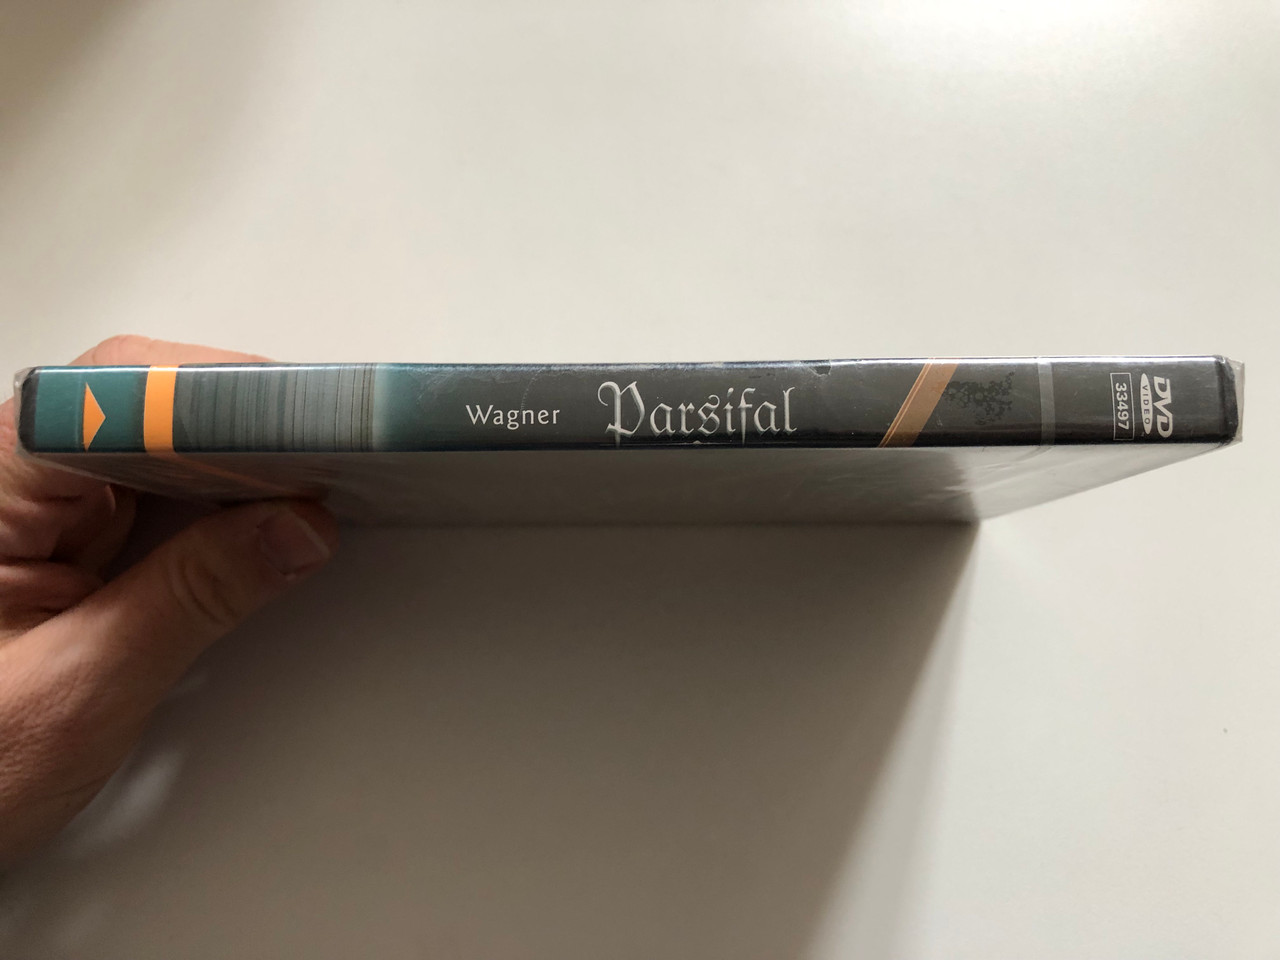 Wagner
Parsifal
33497
DVD
VIDEO